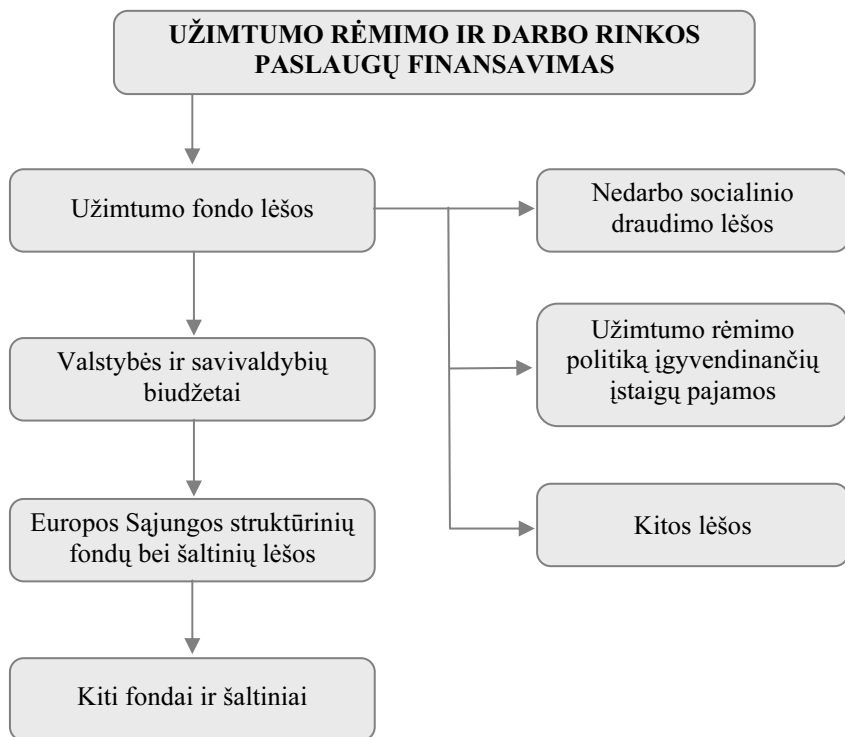 UŽIMTUMO RĖMIMO IR DARBO RINKOS
PASLAUGŲ FINANSAVIMAS
Užimtumo fondo lėšos
Nedarbo socialinio
draudimo lėšos
Valstybės ir savivaldybių
biudžetai
Užimtumo rėmimo
politiką įgyvendinančių
įstaigų pajamos
Europos Sąjungos struktūrinių
fondų bei šaltinių lėšos
Kitos lėšos
Kiti fondai ir šaltiniai